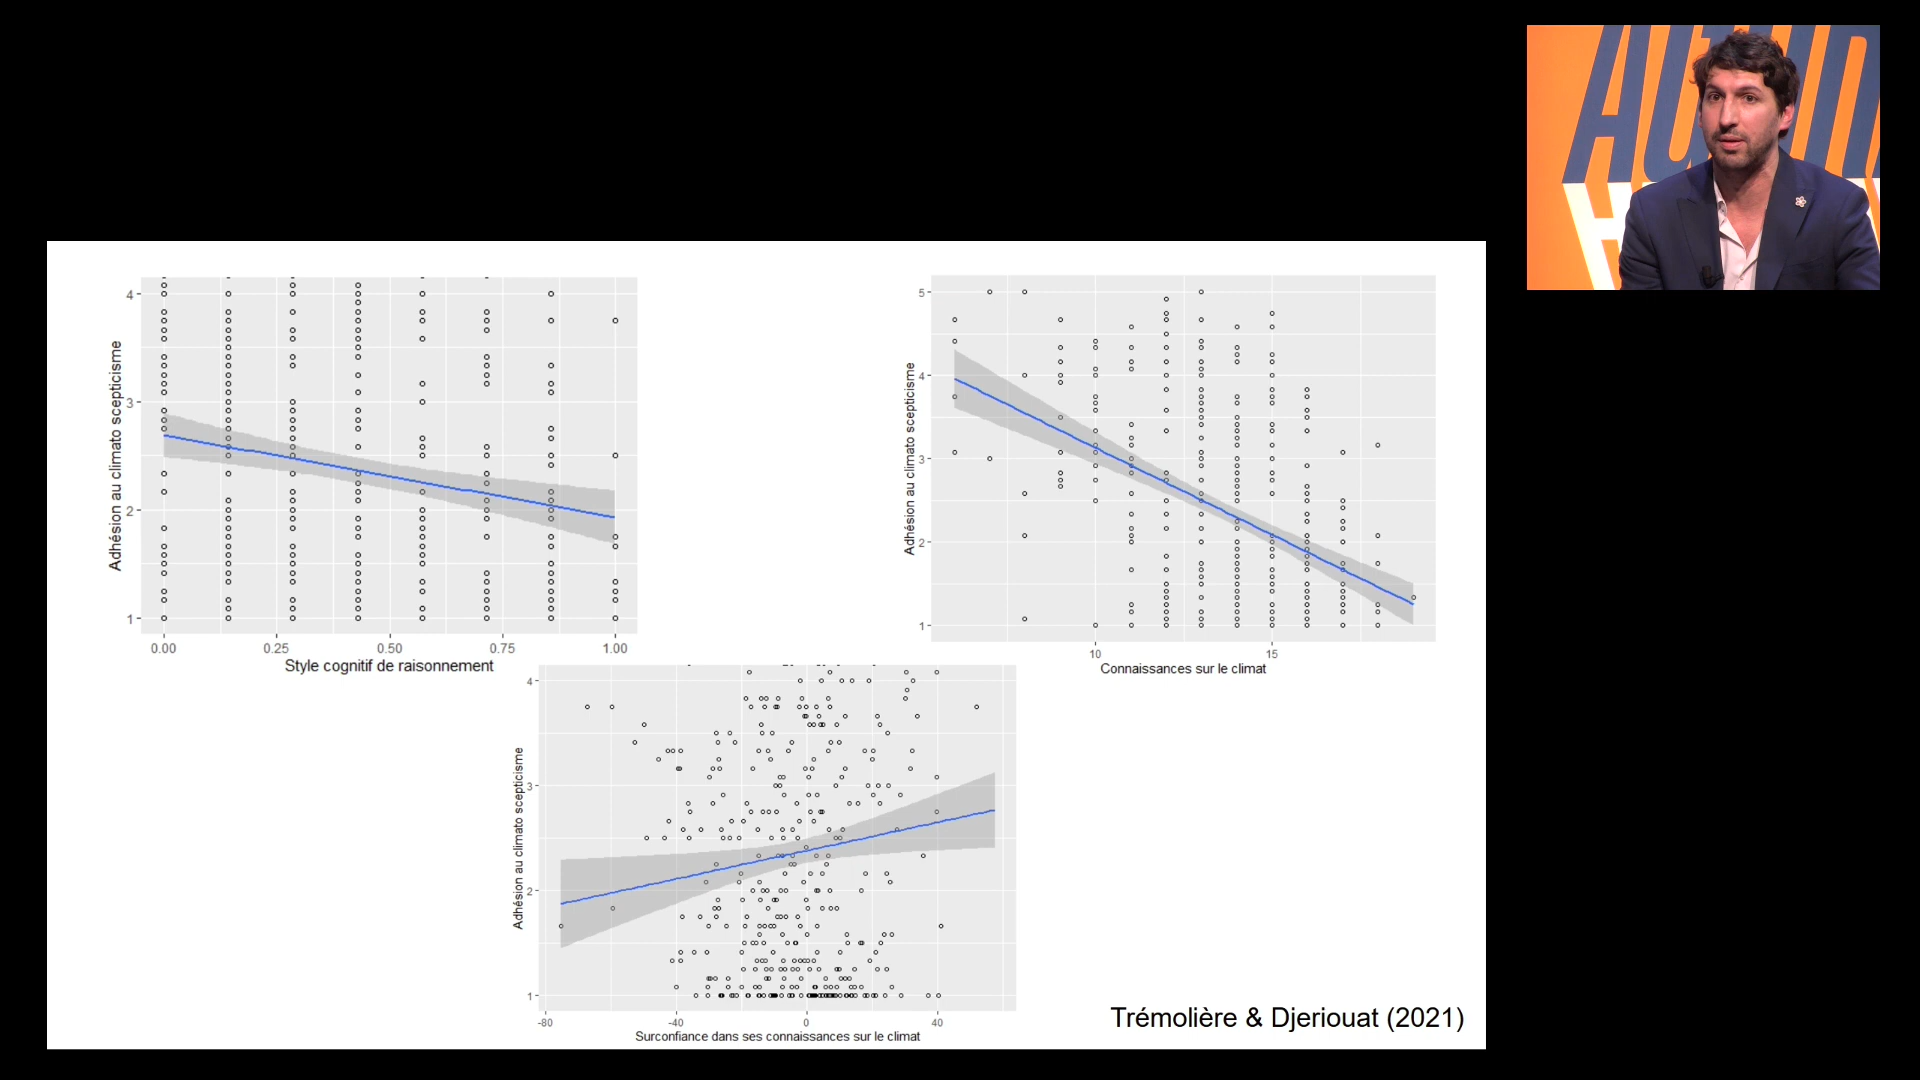 Adhésion au climato scepticisme
4
3
2
1
0.00 0.25 0.50 0.75 1.00
Style cognitif de raisonnement
Adhésion au climato scepticisme
5
4
3
2
1
10 15
Connaissances sur le climat
Adhésion au climato scepticisme
4
3
2
1
-80 -40 0 40
Surconfiance dans ses connaissances sur le climat
Trémolière & Djeriouat (2021)